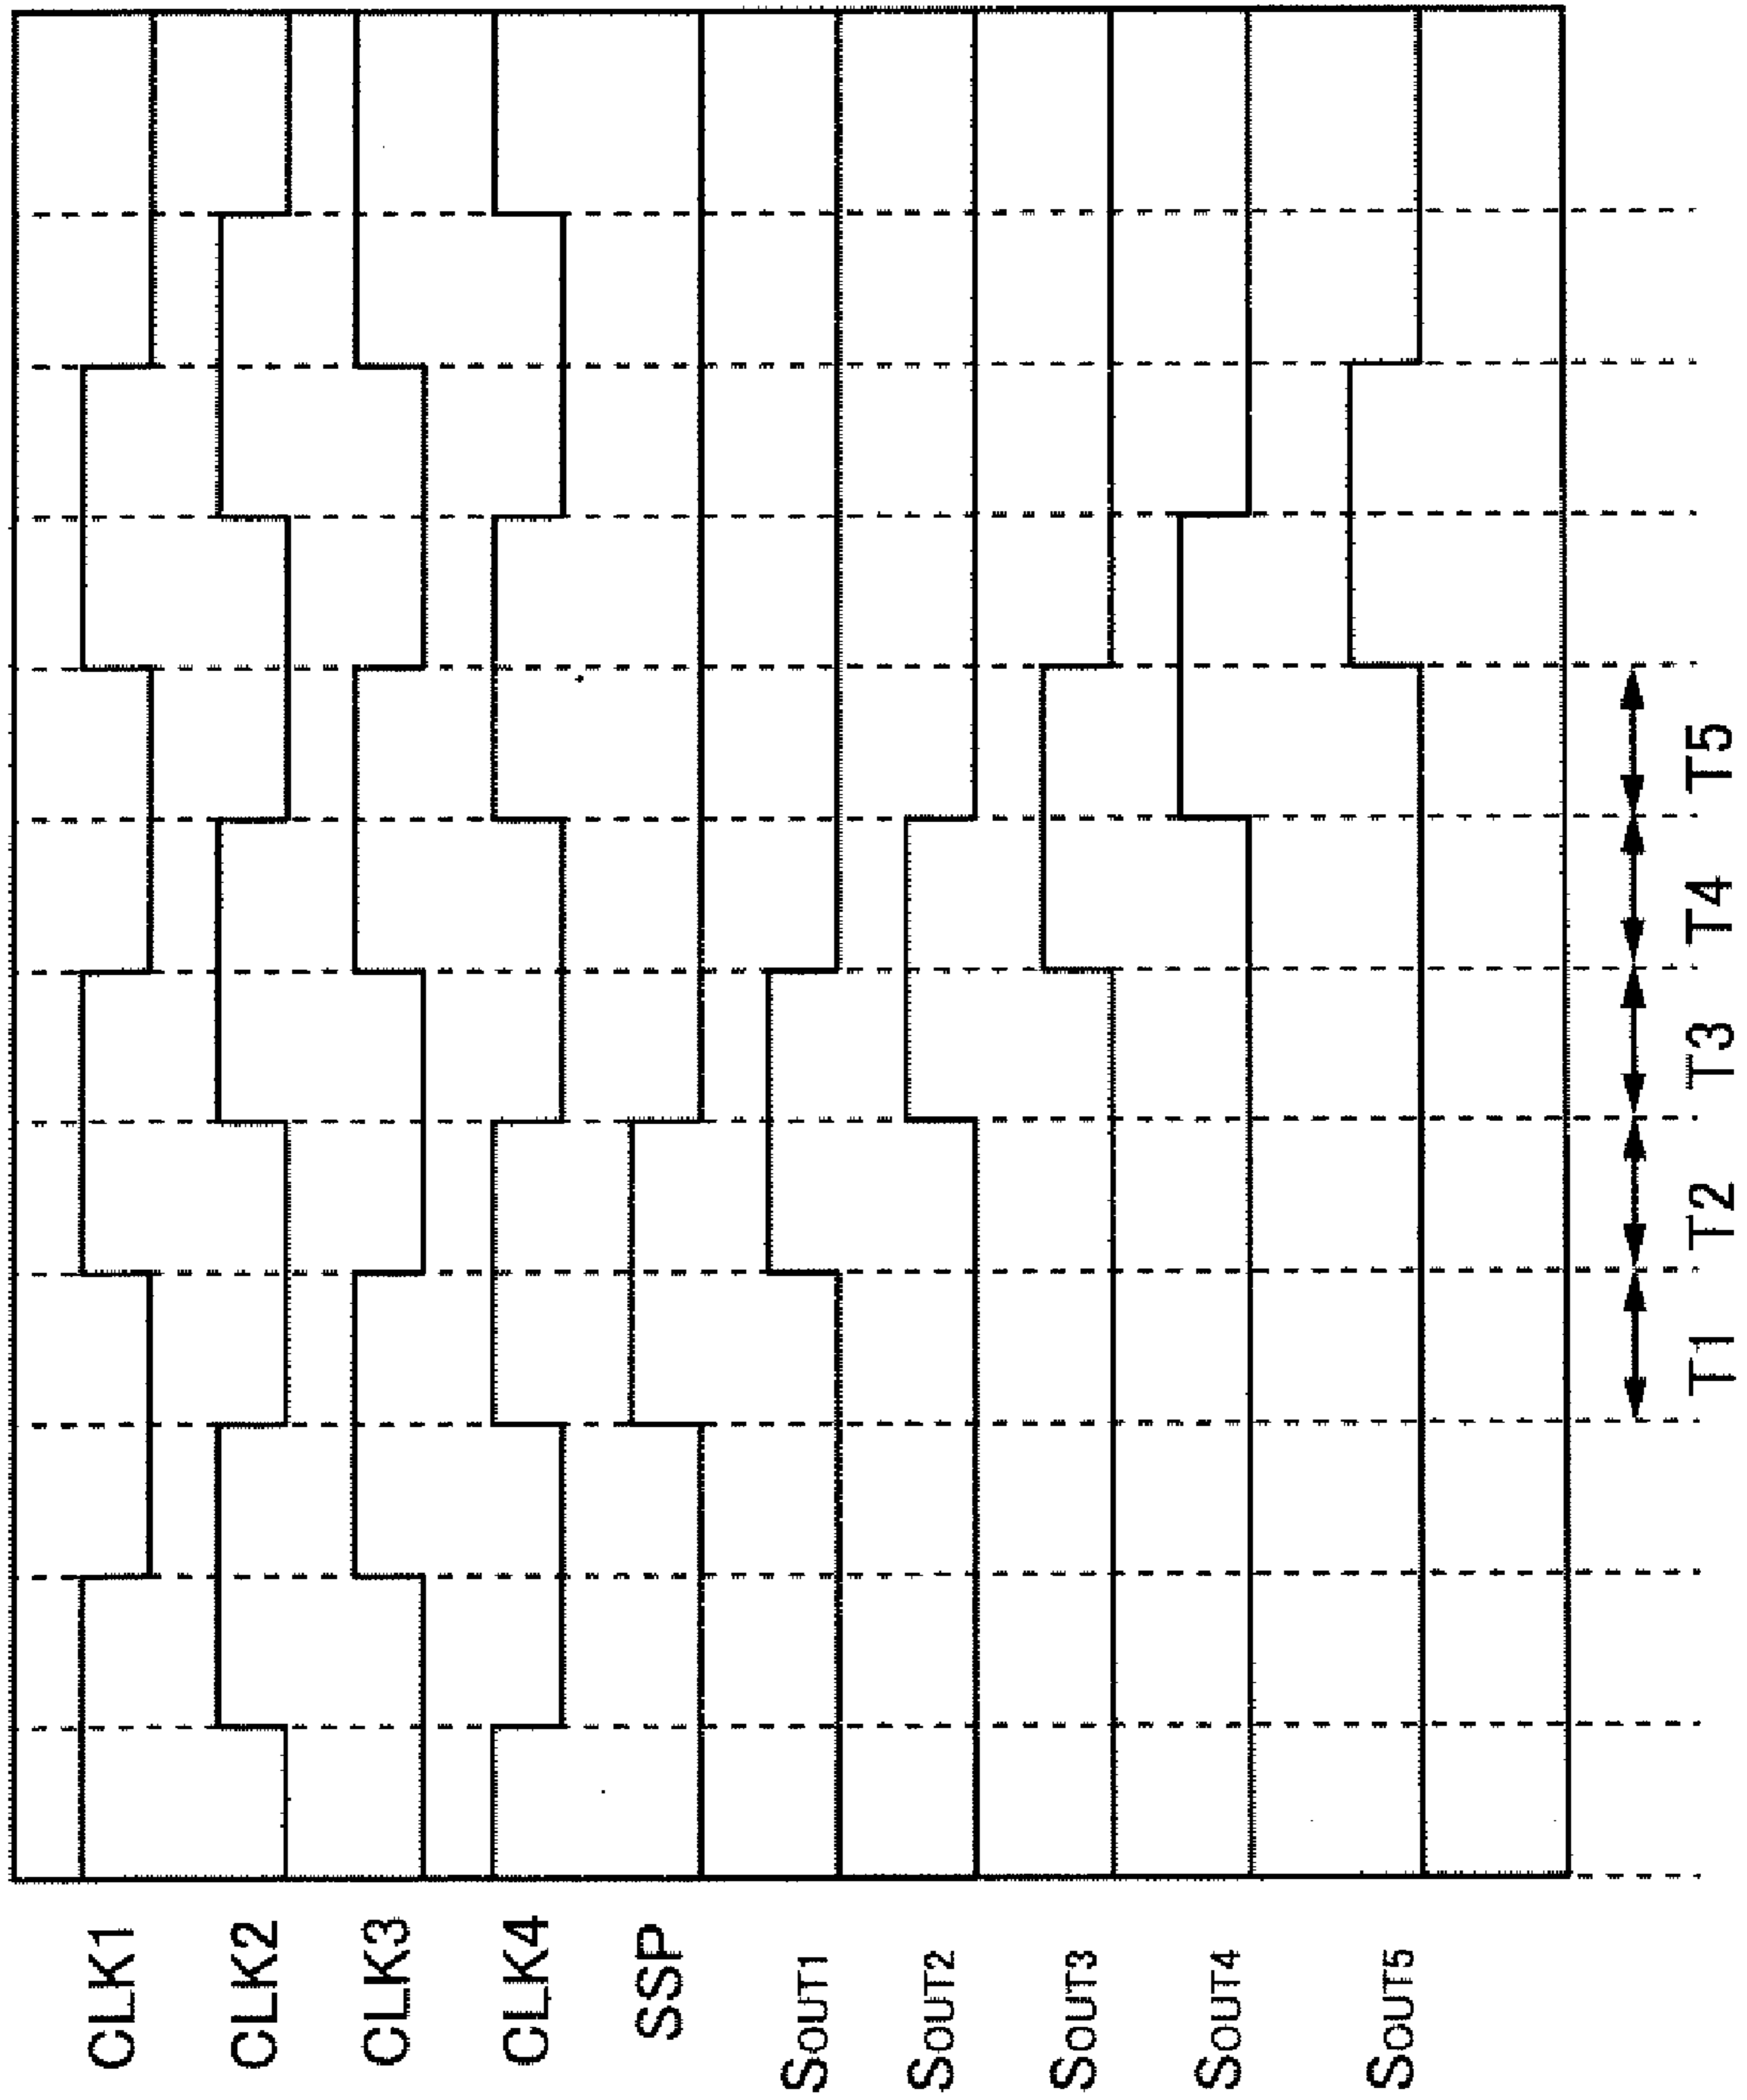 CLK1
CLK2
CLK3
CLK4
SSP
SOUT1
SOUT2
SOUT3
SOUT4
SOUT5
T1 T2 T3 T4 T5